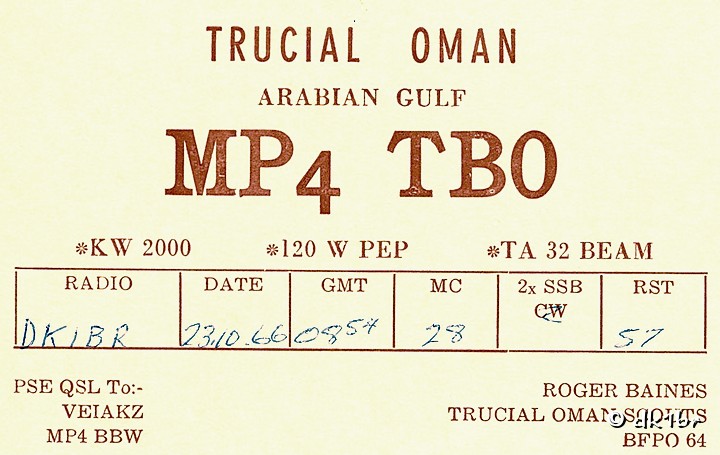 TRUCIAL OMAN
ARABIAN GULF
MP4 TBO
*KW 2000 *120 W PEP *TA 32 BEAM
RADIO DATE GMT MC 2x SSB RST
CW
DK1BR 23.10.66 0854 28 57
PSE QSL To:- ROGER BAINES
VEIAKZ TRUCIAL OMAN SCOUTS
MP4 BBW BFPO 64
© dk1br